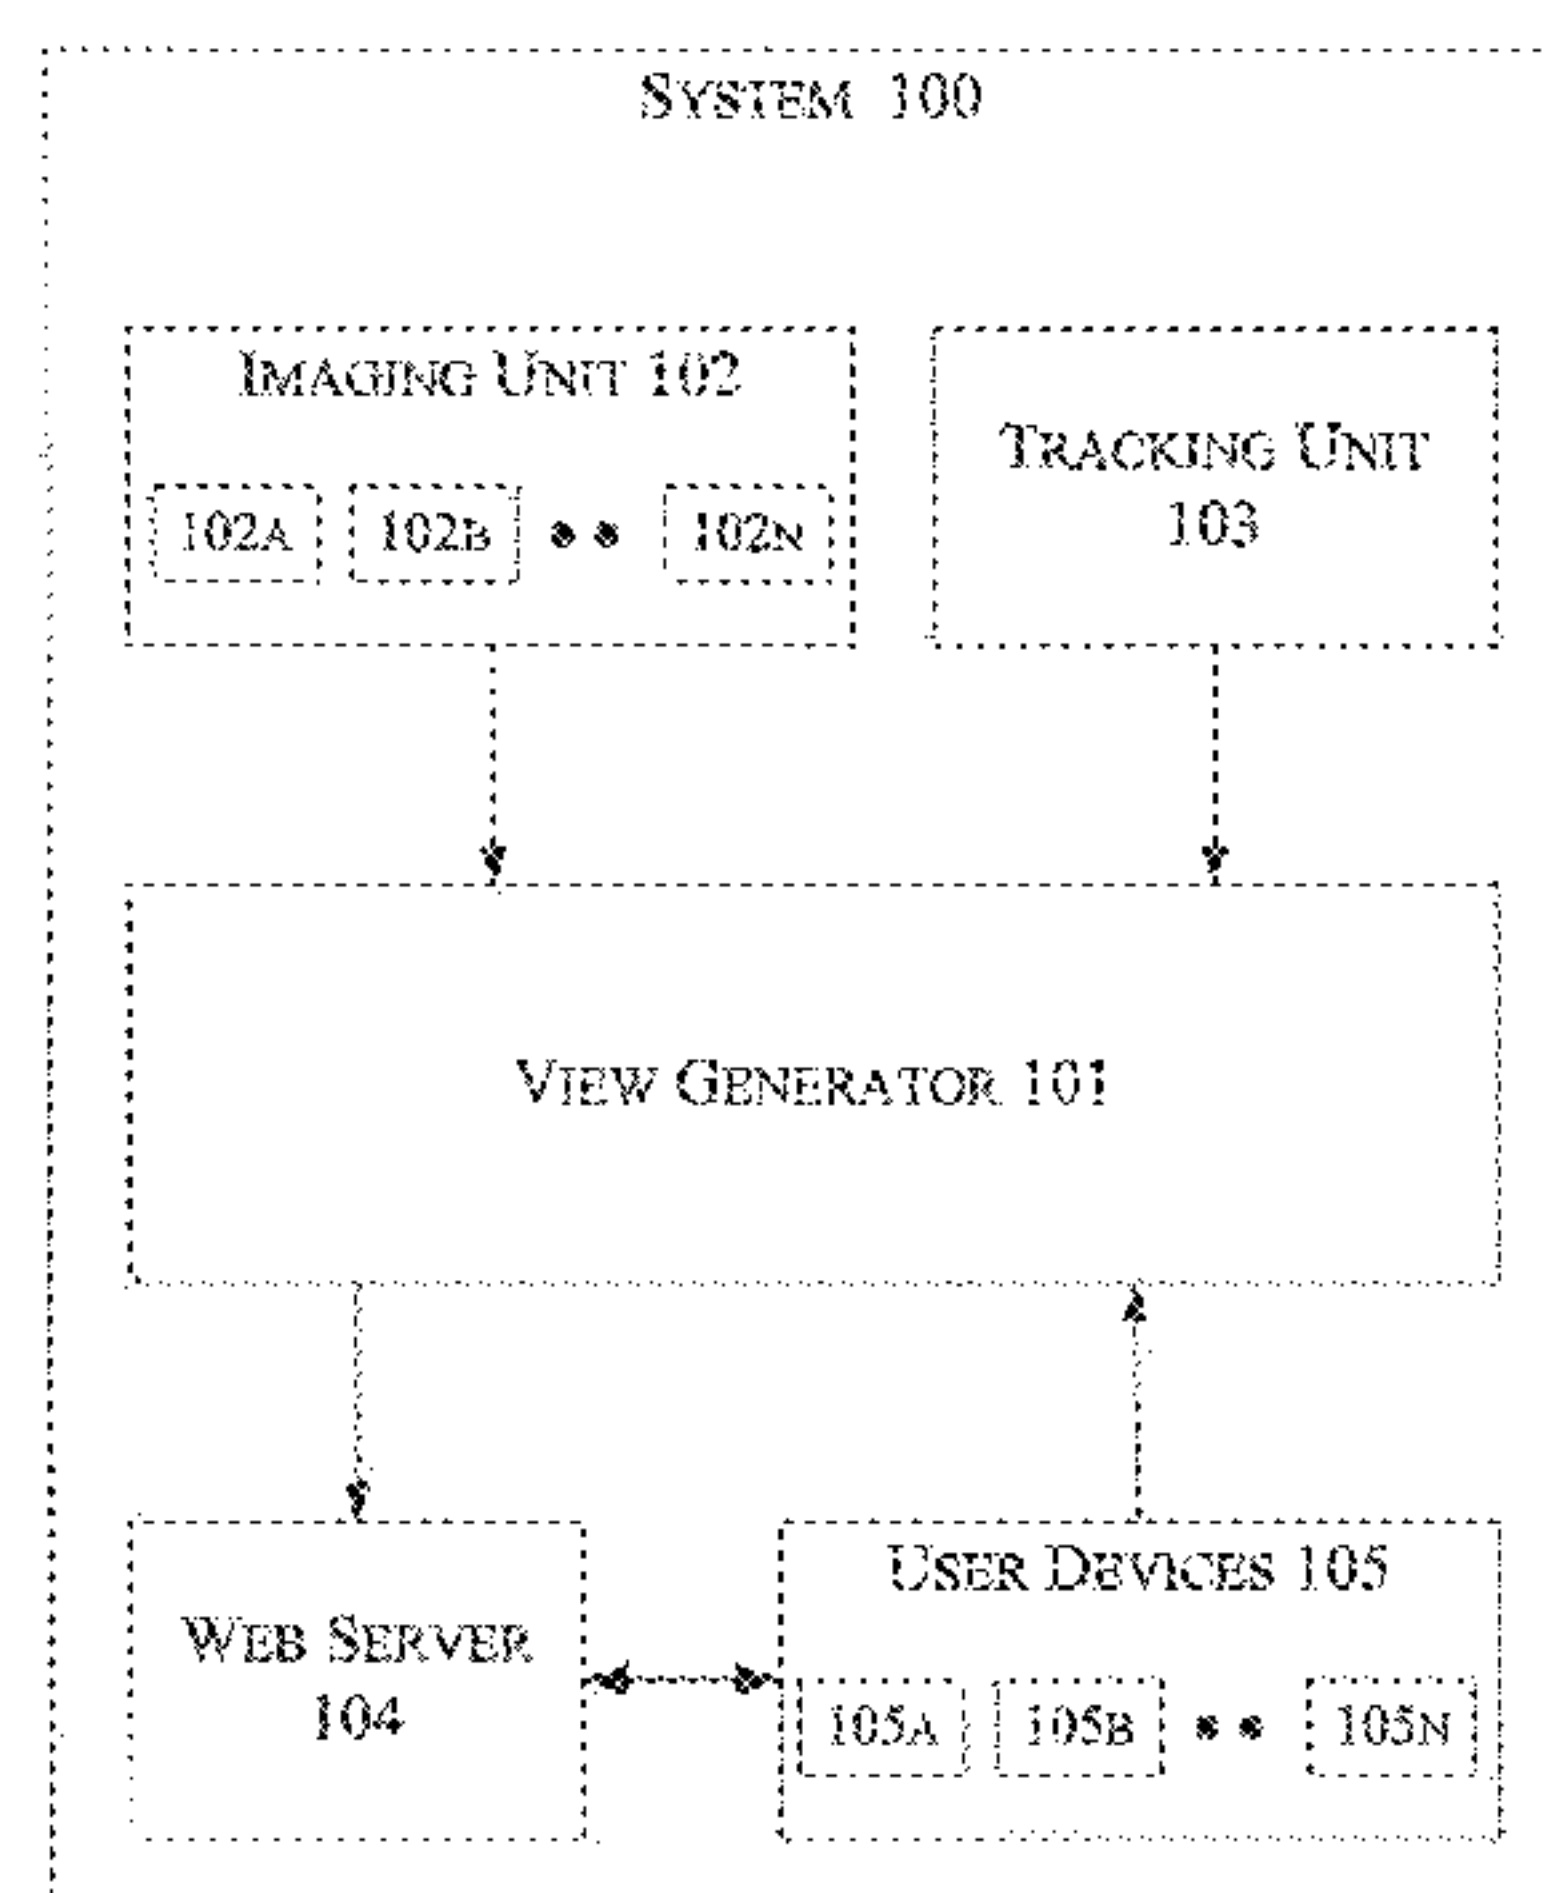 SYSTEM 100
IMAGING UNIT 102
102A 102B 102N
TRACKING UNIT
103
VIEW GENERATOR 101
WEB SERVER
104
USER DEVICES 105
105A 105B 105N